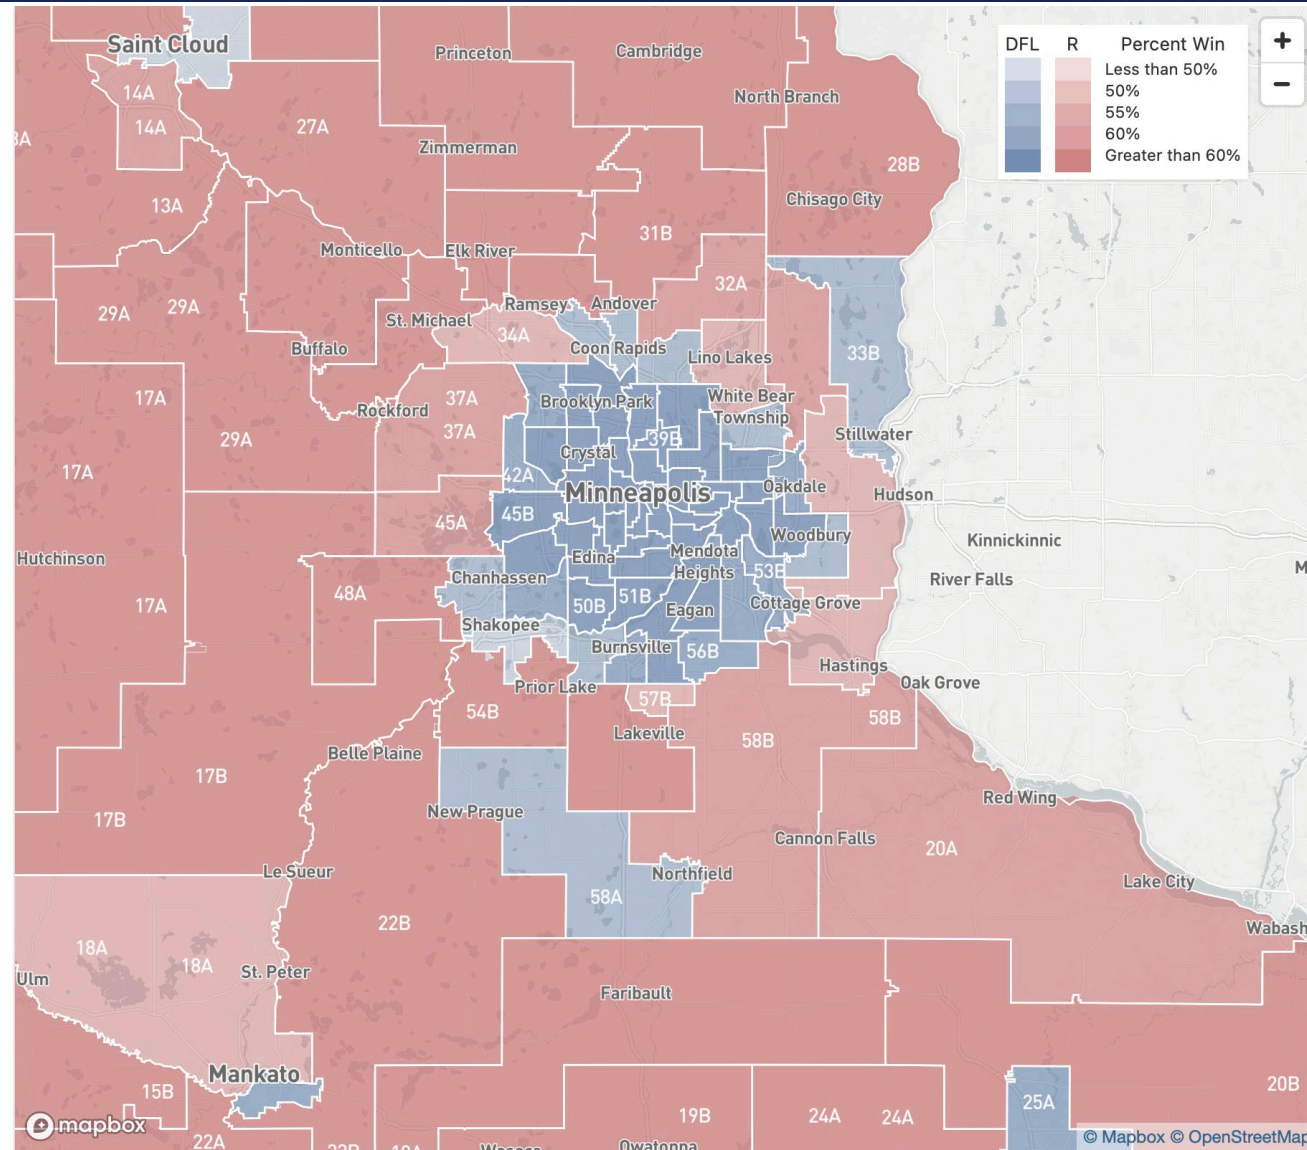 DFL R Percent Win
Less than 50%
50%
55%
60%
Greater than 60%
+
−
Saint Cloud
Princeton
Cambridge
14A
North Branch
14A
27A
Zimmerman
28B
13A
Chisago City
31B
Monticello
Elk River
32A
29A
29A
Ramsey
Andover
St. Michael
34A
Buffalo
Coon Rapids
Lino Lakes
33B
17A
37A
Brooklyn Park
White Bear
Township
Rockford
37A
29A
39B
Stillwater
17A
Crystal
42A
Minneapolis
Oakdale
Hudson
45A
45B
Woodbury
Kinnickinnic
Hutchinson
Edina
Mendota
Heights
53B
River Falls
M
Chanhassen
48A
17A
50B
51B
Eagan
Cottage Grove
Shakopee
Burnsville
56B
Hastings
Oak Grove
Prior Lake
57B
54B
58B
Lakeville
58B
Belle Plaine
17B
Red Wing
New Prague
17B
Cannon Falls
20A
Le Sueur
Northfield
Lake City
58A
22B
Wabash
18A
18A
St. Peter
Ulm
Faribault
Mankato
15B
20B
25A
mapbox
19B
24A
24A
22A
Owatonna
© Mapbox © OpenStreetMap